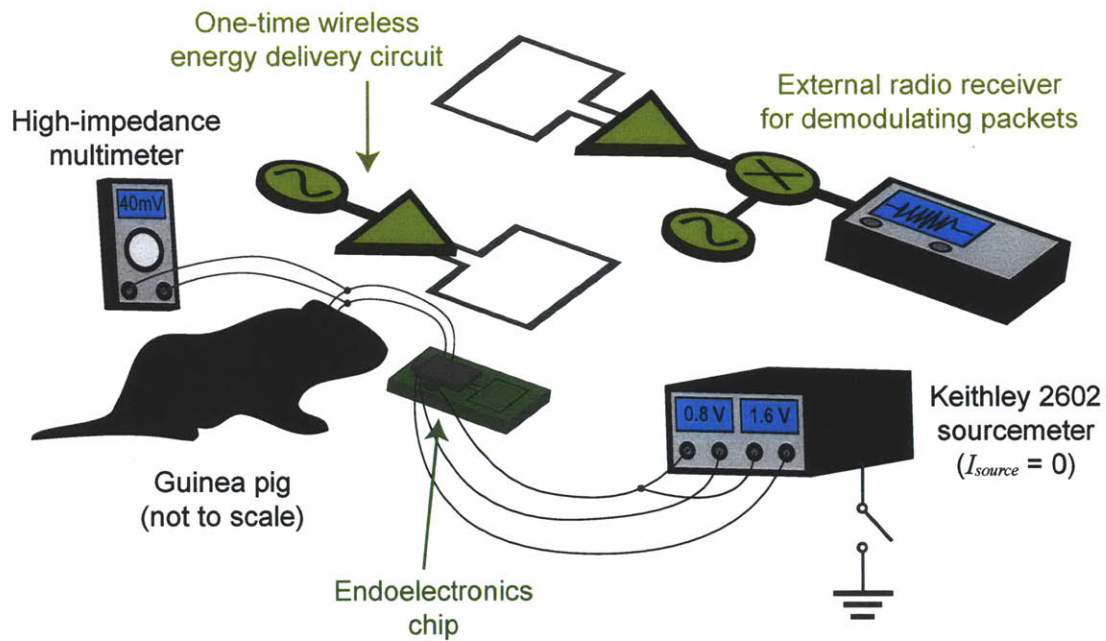 One-time wireless
energy delivery circuit
External radio receiver
for demodulating packets
High-impedance
multimeter
40mV
Keithley 2602
sourcemeter
(I_source = 0)
0.8 V
1.6 V
Guinea pig
(not to scale)
Endoelectronics
chip